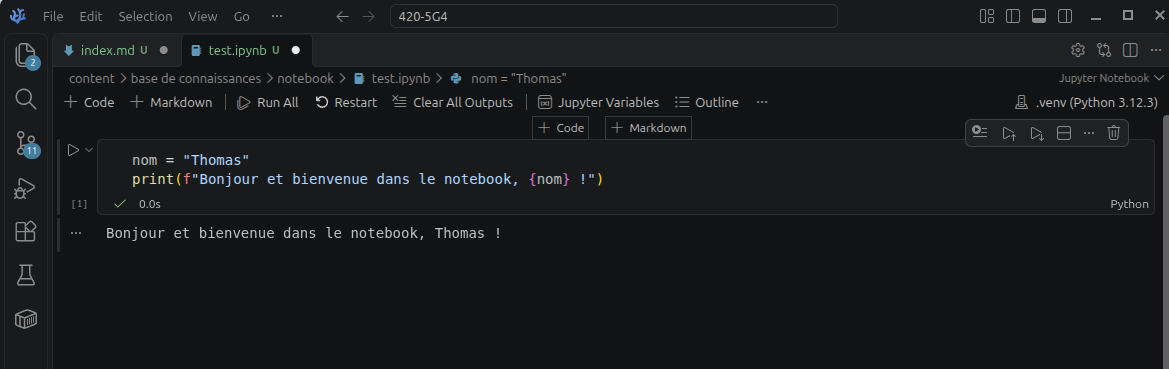 File Edit Selection View Go ··· 420-5G4
index.md U test.ipynb U
content > base de connaissances > notebook > test.ipynb > nom = "Thomas" Jupyter Notebook
+ Code + Markdown Run All Restart Clear All Outputs Jupyter Variables Outline ··· .venv (Python 3.12.3)
+ Code + Markdown
2
nom = "Thomas"
print(f"Bonjour et bienvenue dans le notebook, {nom} !")
11
[1] 0.0s Python
··· Bonjour et bienvenue dans le notebook, Thomas !